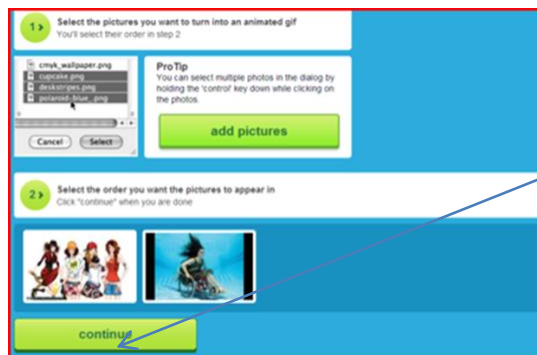 1 Select the pictures you want to turn into an animated gif
You'll select their order in step 2
cmyk_wallpaper.png
cupcake.png
deskstripes.png
polaroid-blue_.png
Cancel Select
ProTip
You can select multiple photos in the dialog by
holding the 'control' key down while clicking on
the photos.
add pictures
2 Select the order you want the pictures to appear in
Click "continue" when you are done
continue